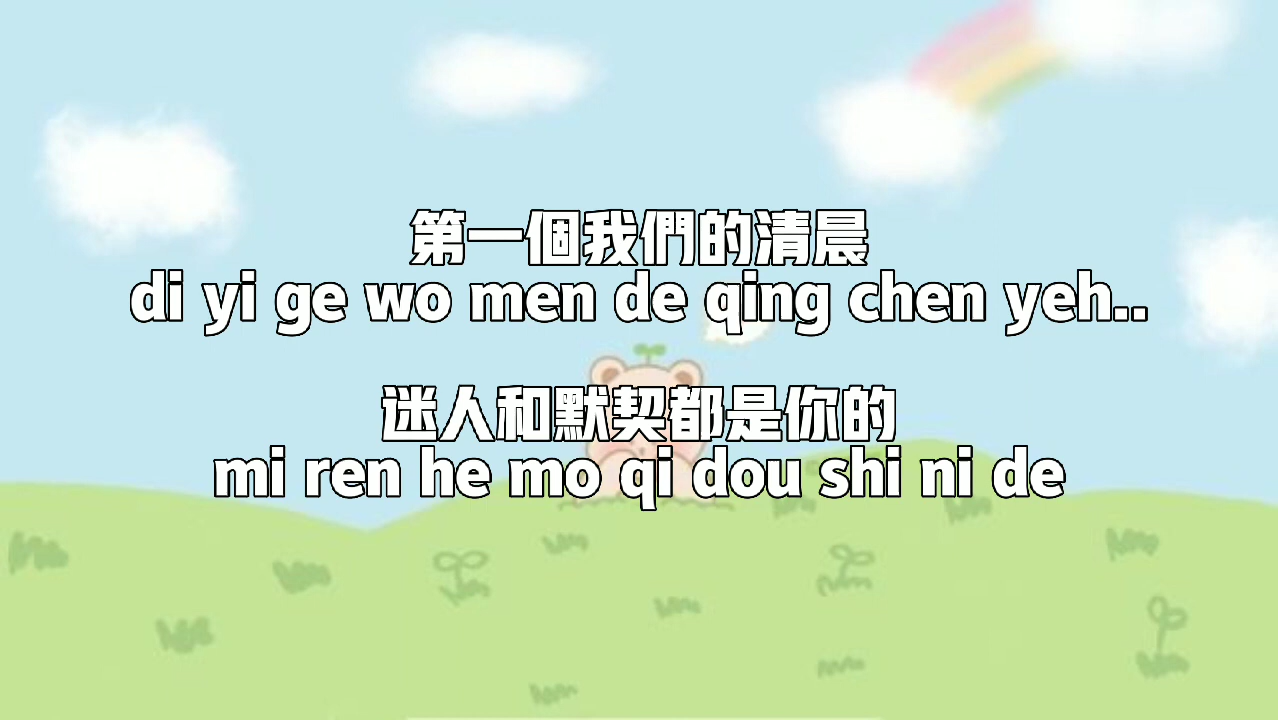 第一個我們的清晨
di yi ge wo men de qing chen yeh..
迷人和默契都是你的
mi ren he mo qi dou shi ni de